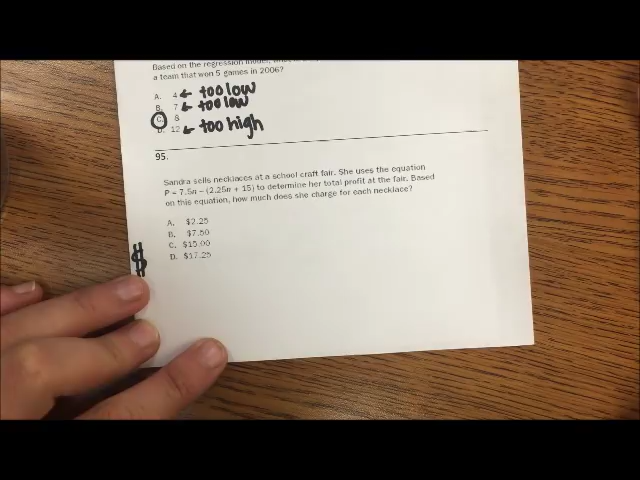 Based on the regression model,
a team that won 5 games in 2006?
A. 4 ← too low
B. 7 ← too low
C. 8
D. 12 ← too high
95.
Sandra sells necklaces at a school craft fair. She uses the equation
P = 7.5n − (2.25n + 15) to determine her total profit at the fair. Based
on this equation, how much does she charge for each necklace?
A. $2.25
B. $7.50
C. $15.00
D. $17.25
$